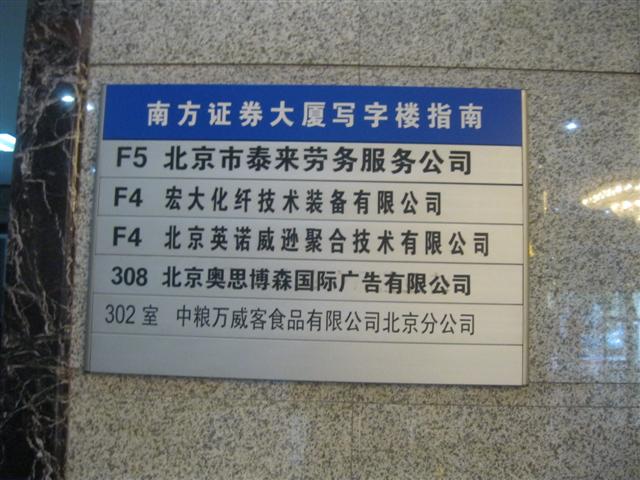 南方证券大厦写字楼指南
F5 北京市泰来劳务服务公司
F4 宏大化纤技术装备有限公司
F4 北京英诺威逊聚合技术有限公司
308 北京奥思博森国际广告有限公司
302室 中粮万威客食品有限公司北京分公司